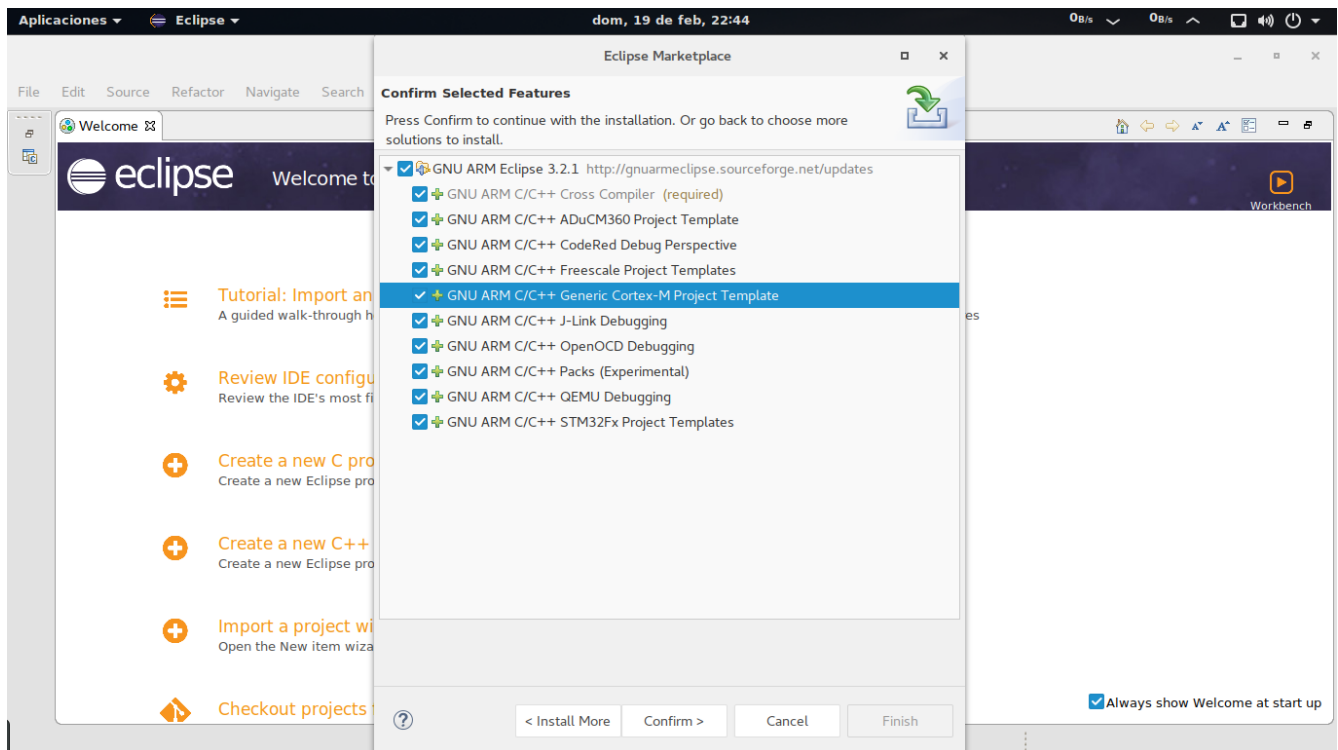 Aplicaciones Eclipse dom, 19 de feb, 22:44 0B/s 0B/s
Eclipse Marketplace
File Edit Source Refactor Navigate Search
Confirm Selected Features
Press Confirm to continue with the installation. Or go back to choose more
solutions to install.
Welcome
eclipse Welcome to
Workbench
GNU ARM Eclipse 3.2.1 http://gnuarmeclipse.sourceforge.net/updates
GNU ARM C/C++ Cross Compiler (required)
GNU ARM C/C++ ADuCM360 Project Template
GNU ARM C/C++ CodeRed Debug Perspective
GNU ARM C/C++ Freescale Project Templates
GNU ARM C/C++ Generic Cortex-M Project Template
GNU ARM C/C++ J-Link Debugging
GNU ARM C/C++ OpenOCD Debugging
GNU ARM C/C++ Packs (Experimental)
GNU ARM C/C++ QEMU Debugging
GNU ARM C/C++ STM32Fx Project Templates
Tutorial: Import an
A guided walk-through h
es
Review IDE configu
Review the IDE's most fi
Create a new C pro
Create a new Eclipse pro
Create a new C++
Create a new Eclipse pro
Import a project wi
Open the New item wiza
Checkout projects
Always show Welcome at start up
< Install More Confirm > Cancel Finish